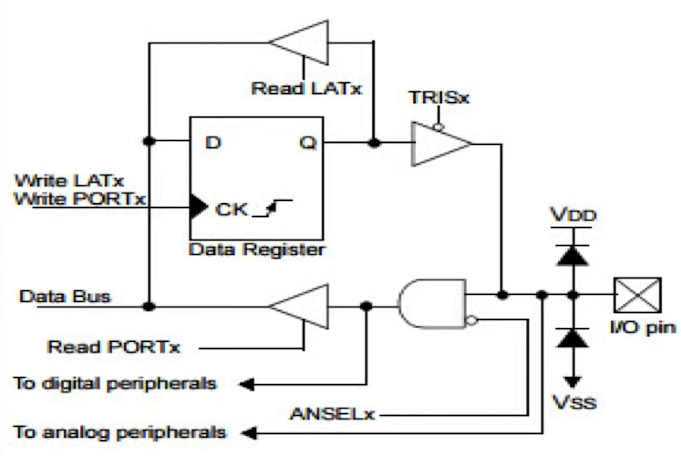 Read LATx
TRISx
D
Q
Write LATx
Write PORTx
CK
Data Register
VDD
Data Bus
I/O pin
Read PORTx
To digital peripherals
VSS
ANSELx
To analog peripherals